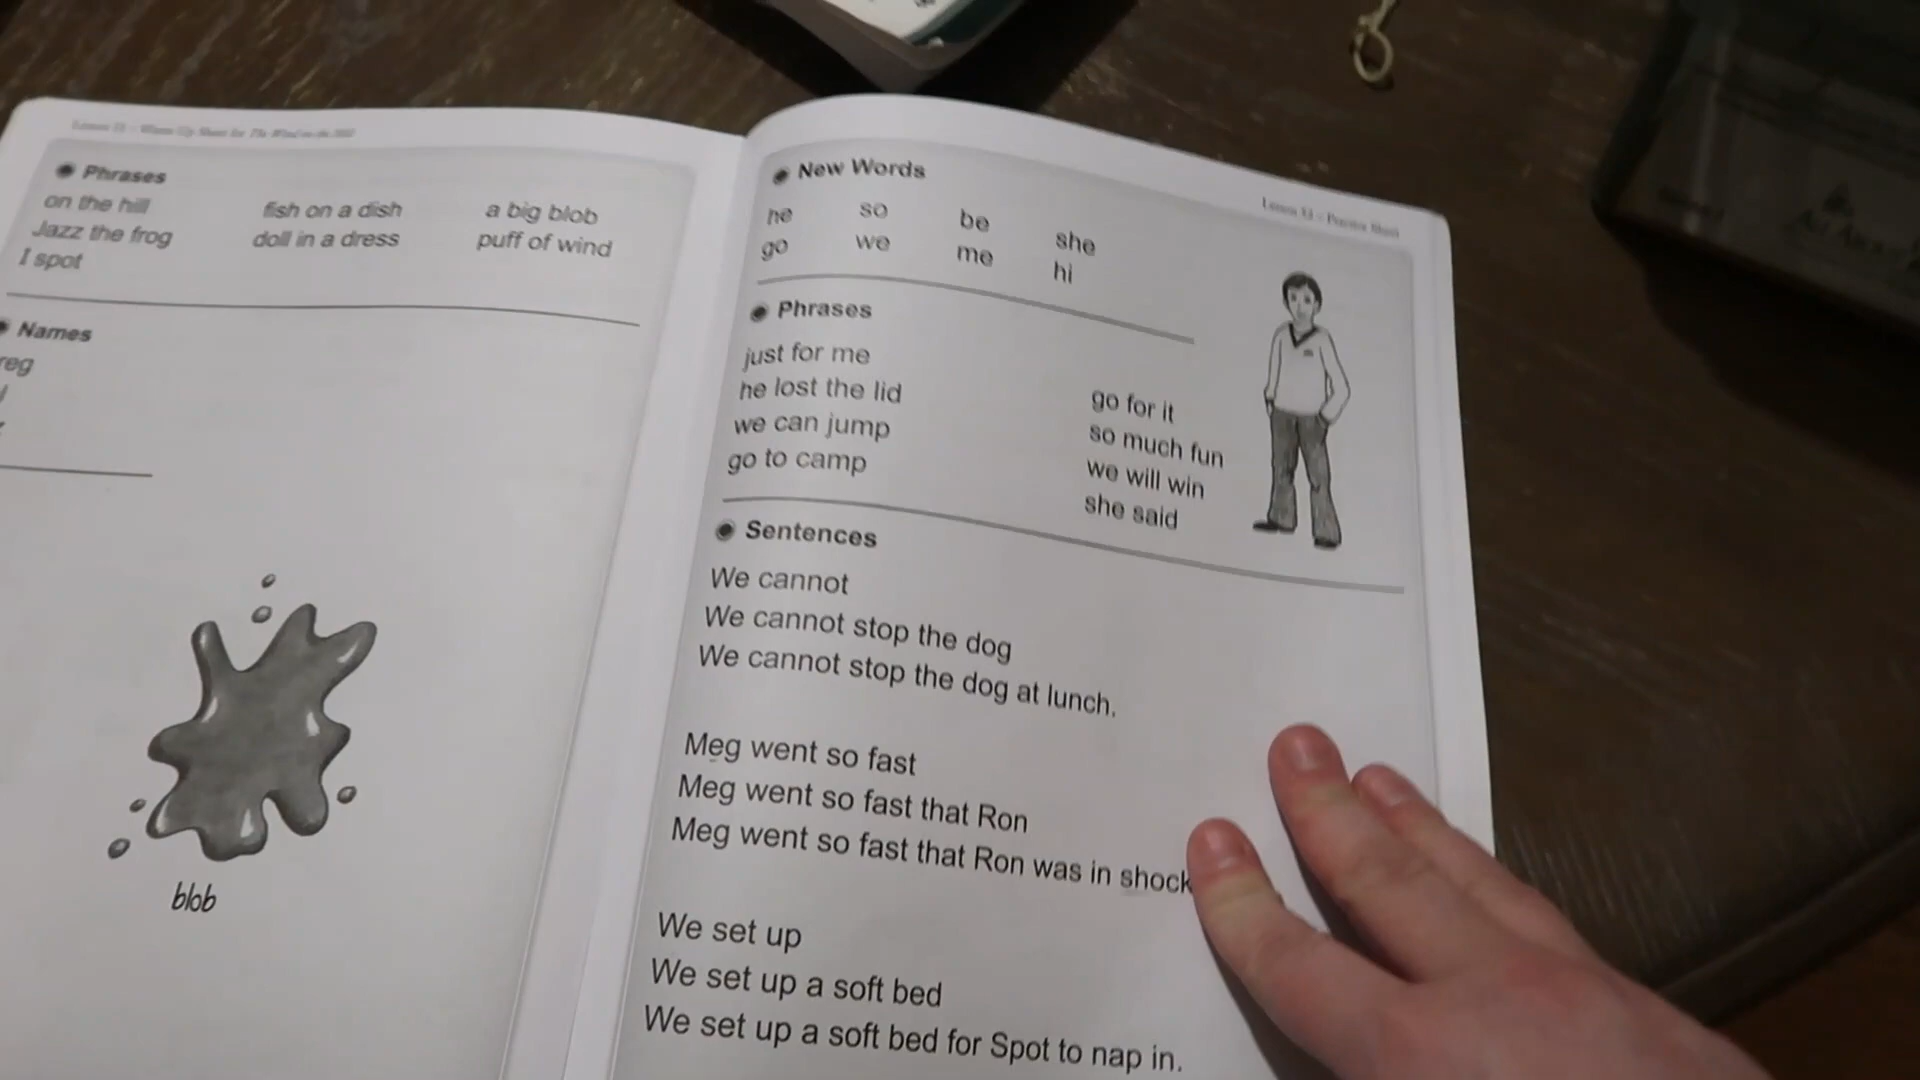 Phrases
on the hill fish on a dish a big blob
Jazz the frog doll in a dress puff of wind
I spot
Names
reg
blob
New Words
he so be she
go we me hi
Phrases
just for me go for it
he lost the lid so much fun
we can jump we will win
go to camp she said
Sentences
We cannot
We cannot stop the dog
We cannot stop the dog at lunch.
Meg went so fast
Meg went so fast that Ron
Meg went so fast that Ron was in shock
We set up
We set up a soft bed
We set up a soft bed for Spot to nap in.